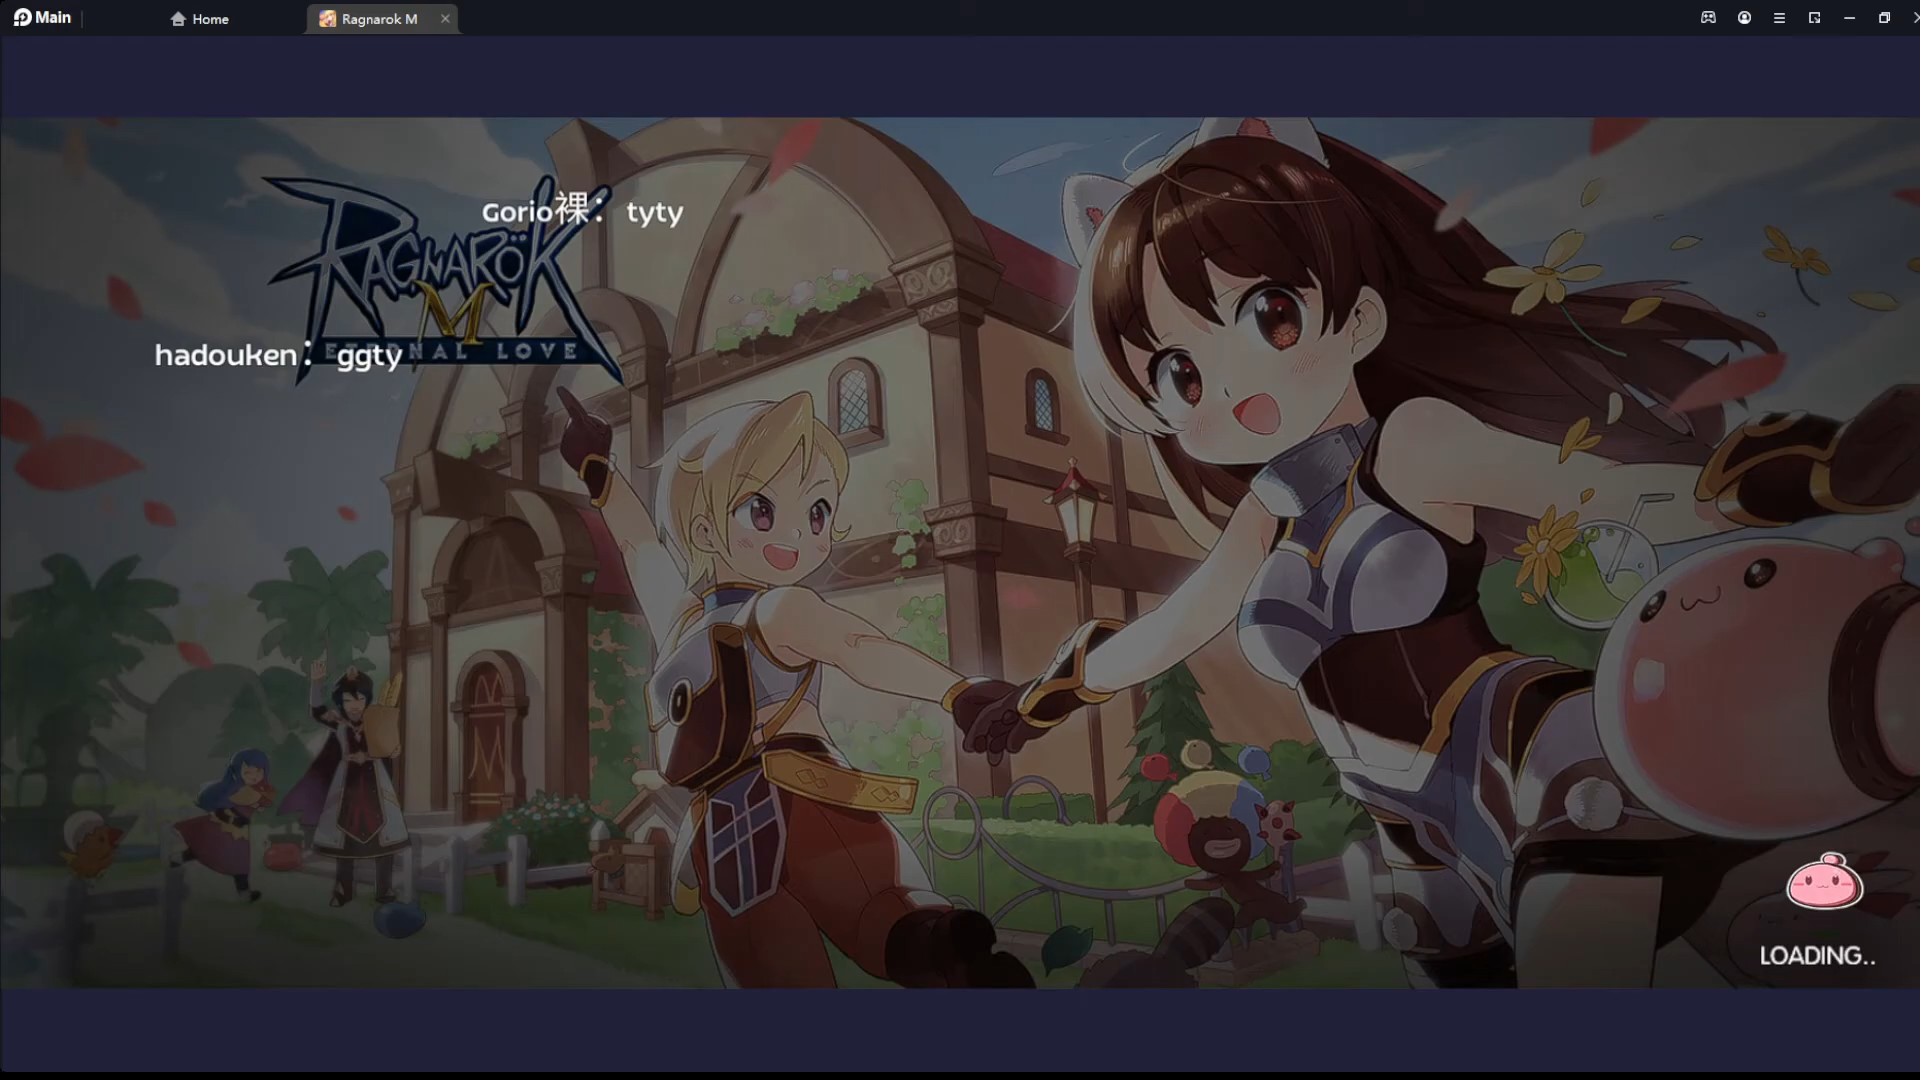 Main
Home
Ragnarok M
Gorio裸： tyty
RAGNARÖK
M
hadouken： ggty
ETERNAL LOVE
LOADING..